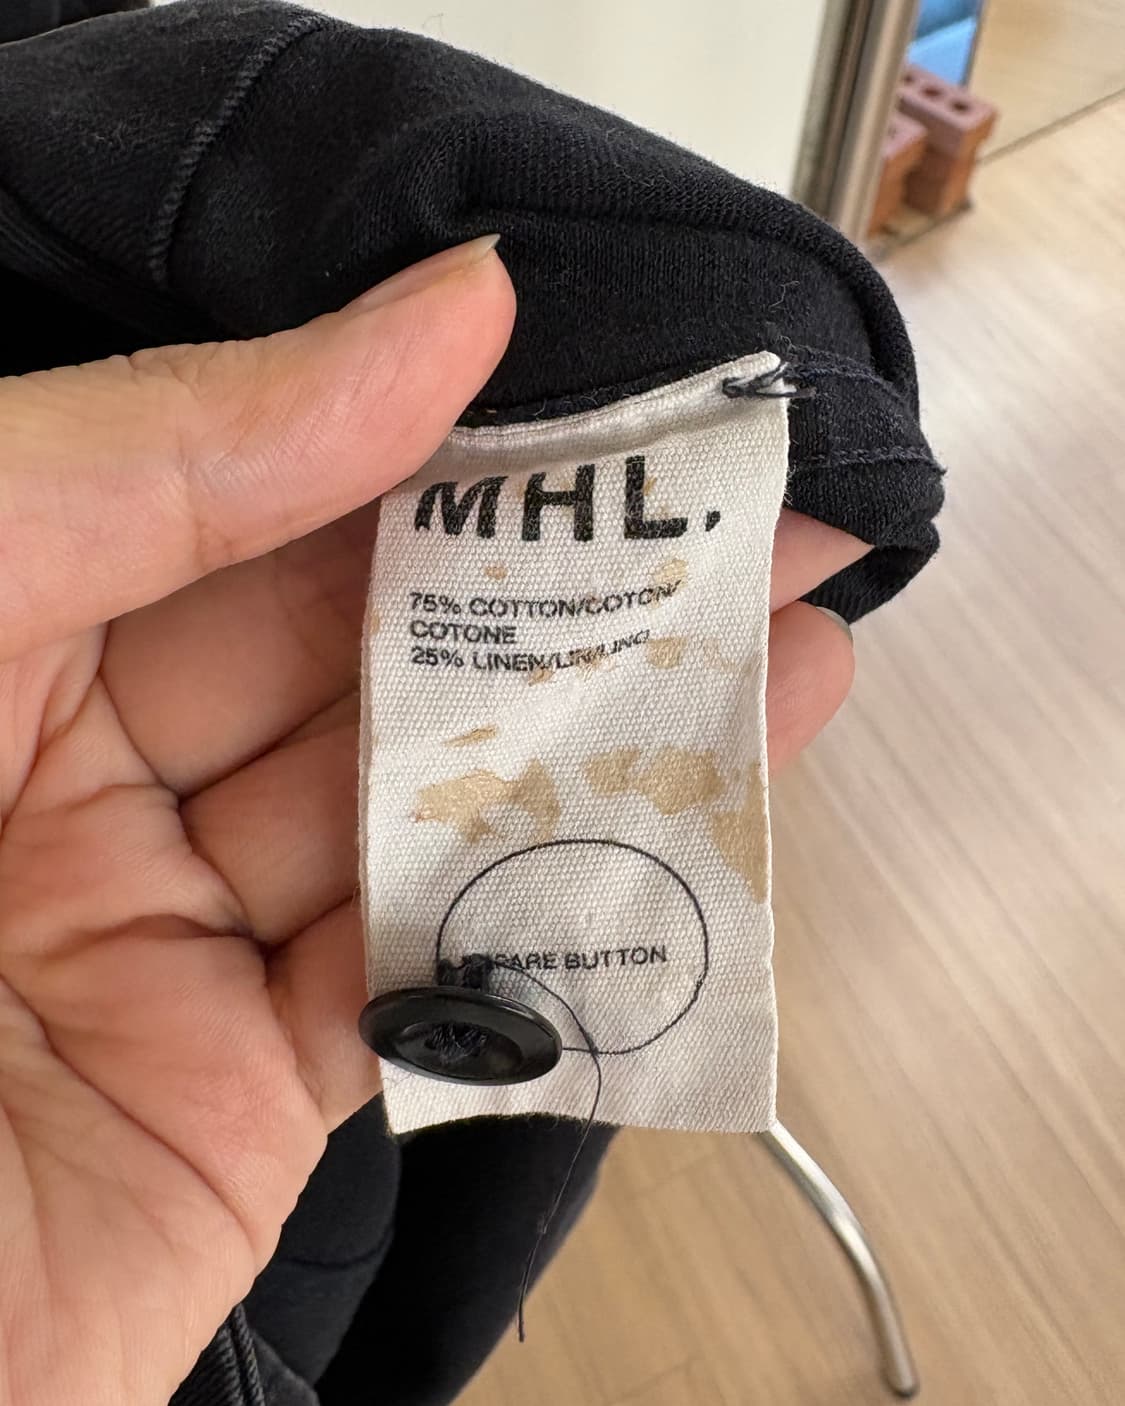 MHL.
75% COTTON/COTON/
COTONE
25% LINEN/LIN/LINO
SPARE BUTTON